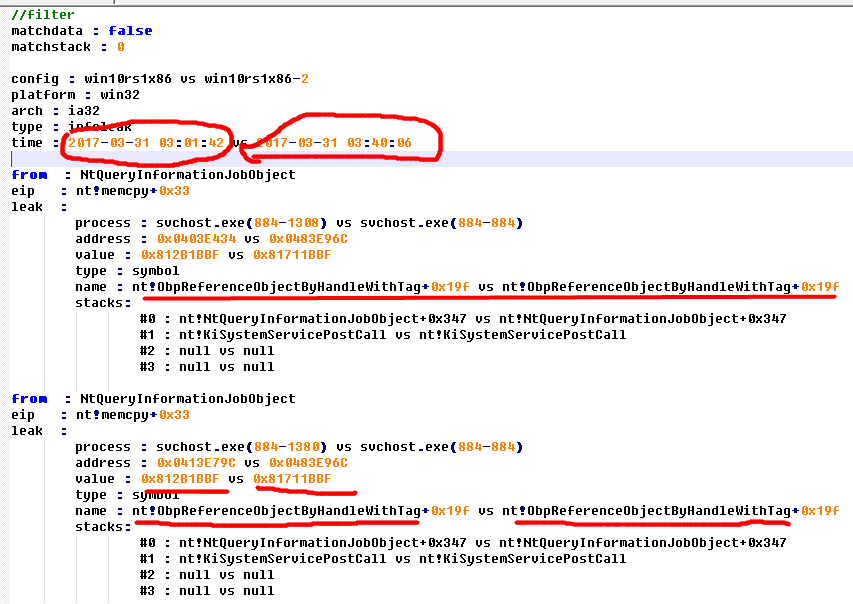 //filter
matchdata : false
matchstack : 0
config : win10rs1x86 vs win10rs1x86-2
platform : win32
arch : ia32
type : infoleak
time : 2017-03-31 03:01:42 vs 2017-03-31 03:40:06
from : NtQueryInformationJobObject
eip : nt!memcpy+0x33
leak :
process : svchost.exe(884-1308) vs svchost.exe(884-884)
address : 0x0403E434 vs 0x0483E96C
value : 0x812B1BBF vs 0x81711BBF
type : symbol
name : nt!ObpReferenceObjectByHandleWithTag+0x19f vs nt!ObpReferenceObjectByHandleWithTag+0x19f
stacks:
#0 : nt!NtQueryInformationJobObject+0x347 vs nt!NtQueryInformationJobObject+0x347
#1 : nt!KiSystemServicePostCall vs nt!KiSystemServicePostCall
#2 : null vs null
#3 : null vs null
from : NtQueryInformationJobObject
eip : nt!memcpy+0x33
leak :
process : svchost.exe(884-1380) vs svchost.exe(884-884)
address : 0x0413E79C vs 0x0483E96C
value : 0x812B1BBF vs 0x81711BBF
type : symbol
name : nt!ObpReferenceObjectByHandleWithTag+0x19f vs nt!ObpReferenceObjectByHandleWithTag+0x19f
stacks:
#0 : nt!NtQueryInformationJobObject+0x347 vs nt!NtQueryInformationJobObject+0x347
#1 : nt!KiSystemServicePostCall vs nt!KiSystemServicePostCall
#2 : null vs null
#3 : null vs null